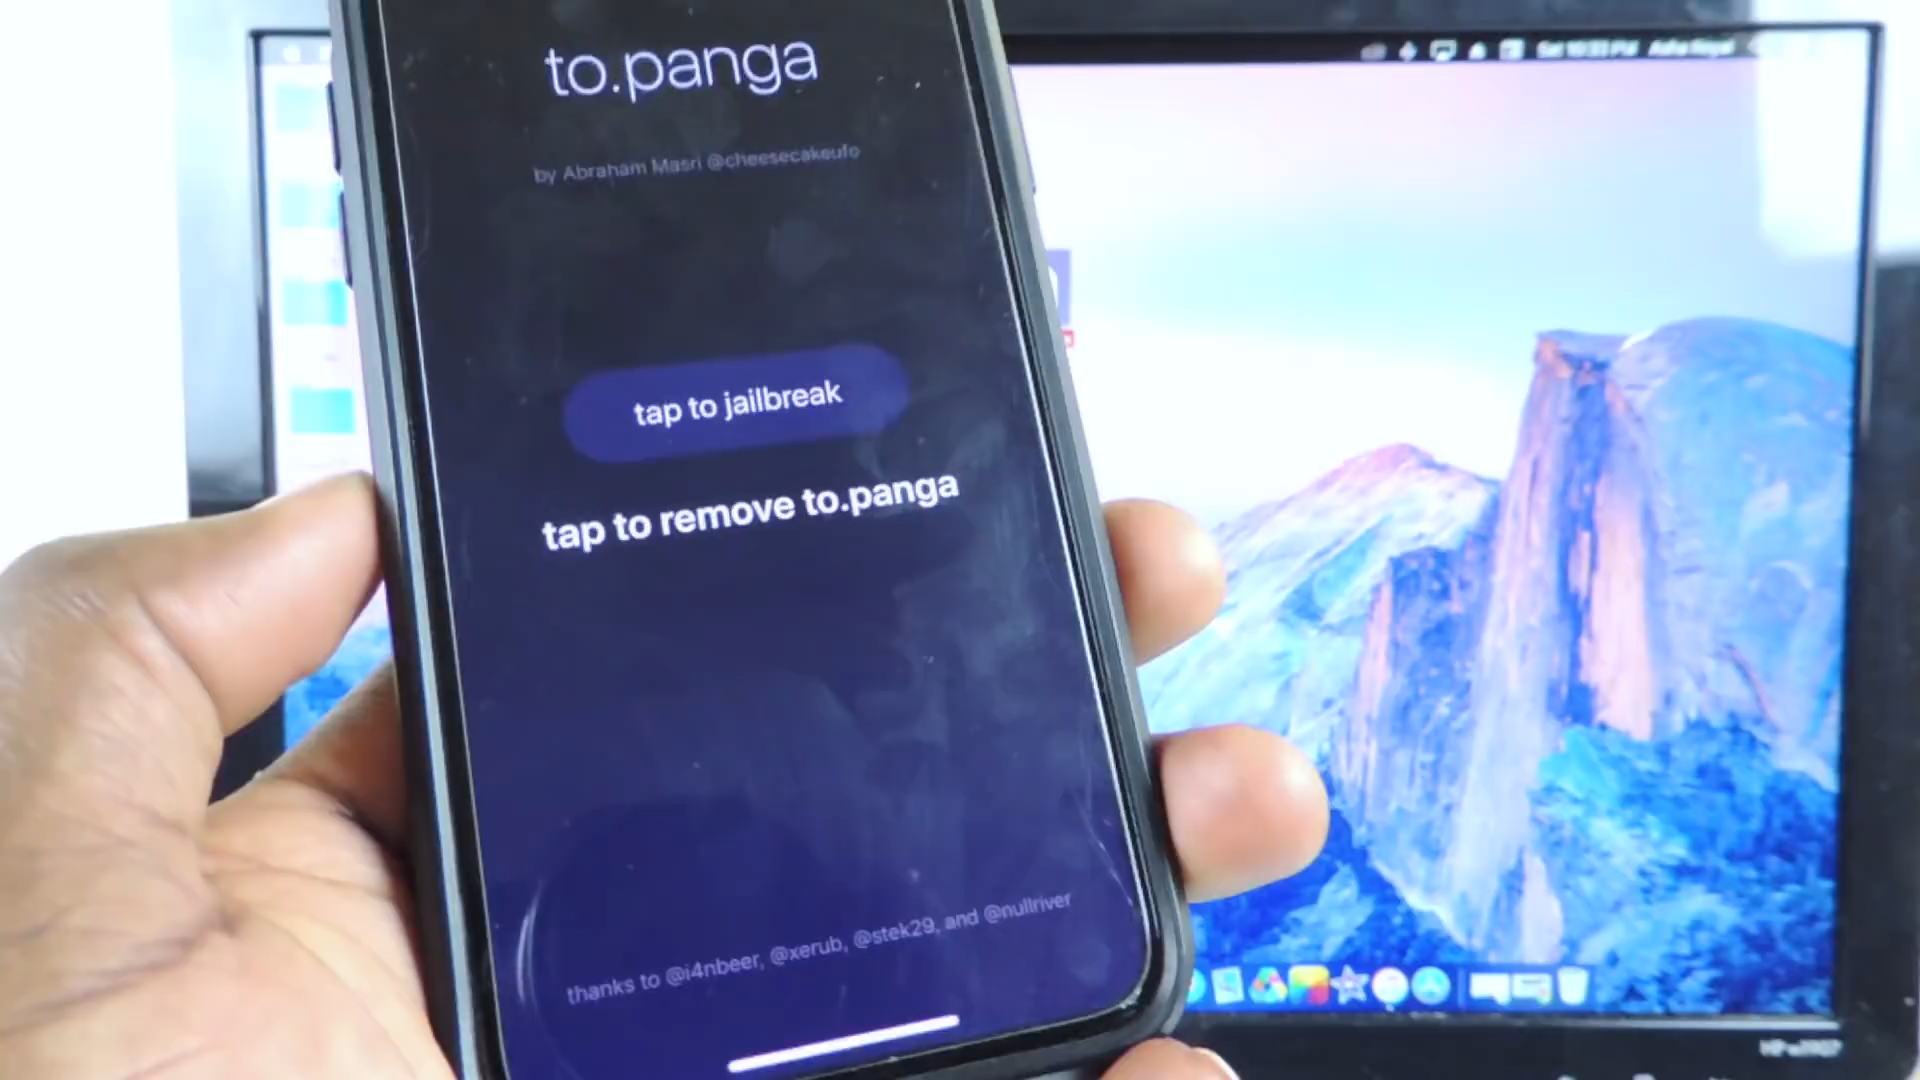 to.panga
by Abraham Masri @cheesecakeufo
tap to jailbreak
tap to remove to.panga
thanks to @i4nbeer, @xerub, @stek29, and @nullriver